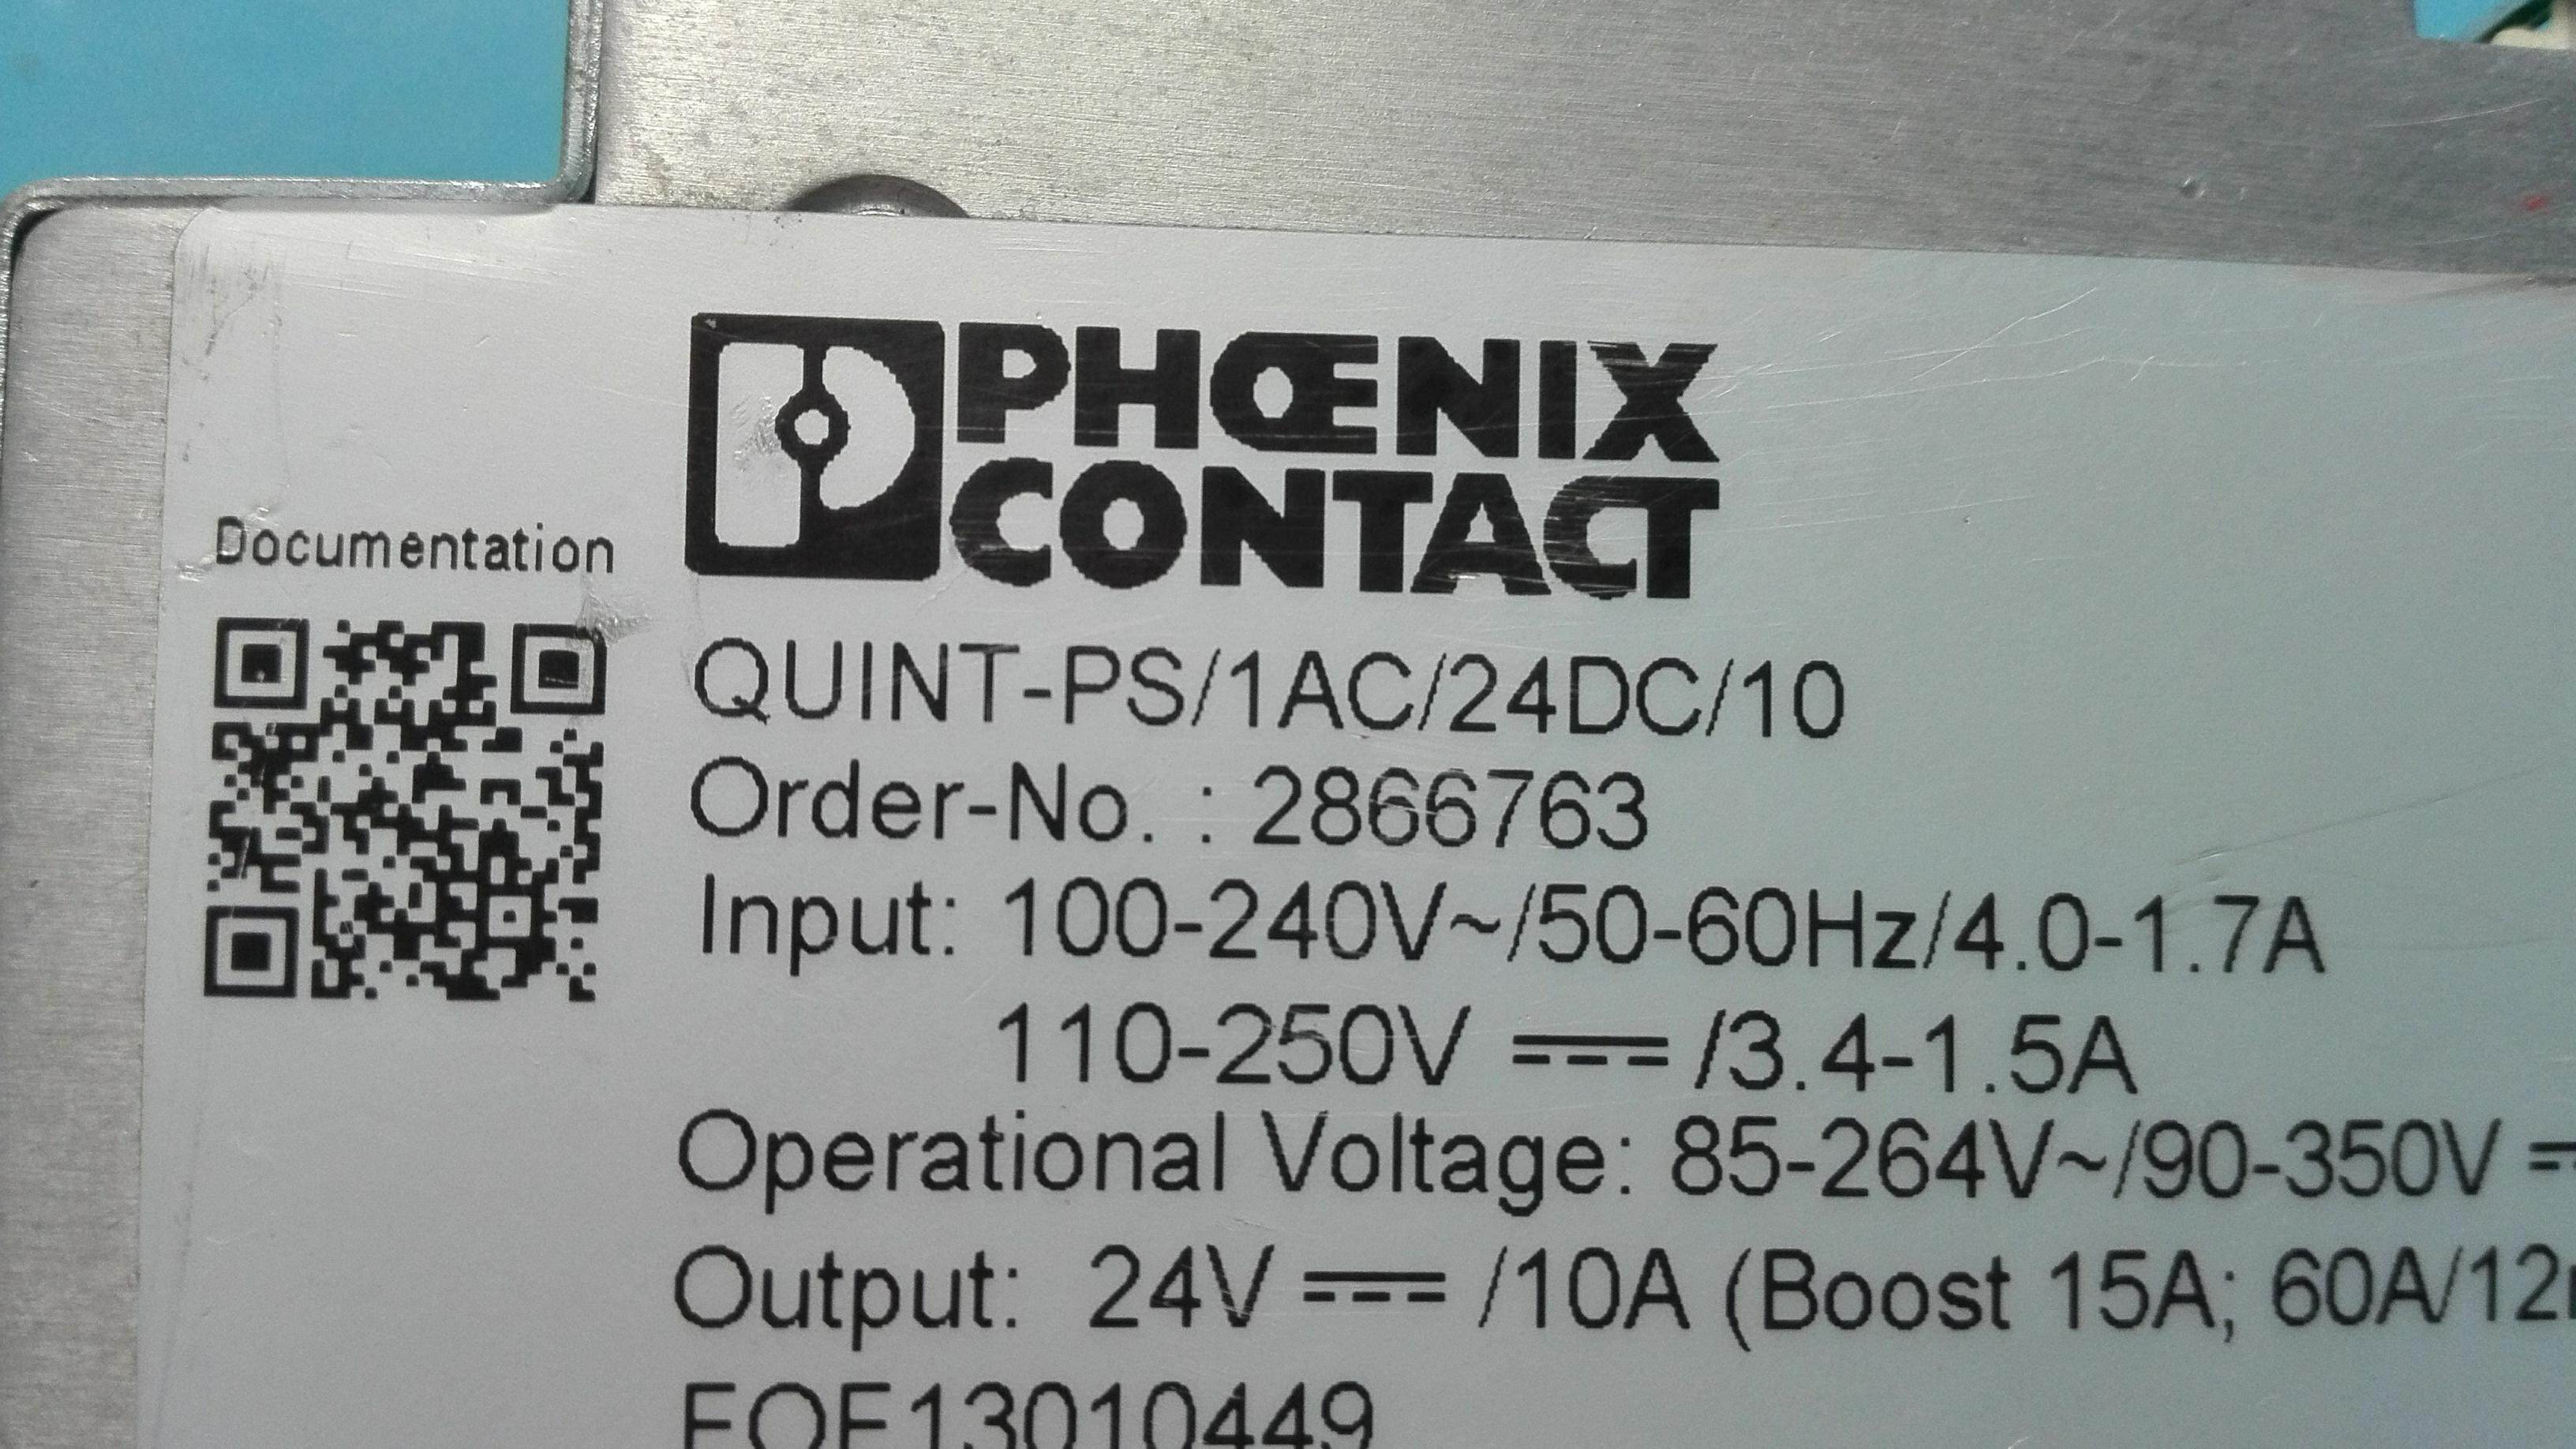 PHŒNIX
CONTACT
Documentation
QUINT-PS/1AC/24DC/10
Order-No. : 2866763
Input: 100-240V~/50-60Hz/4.0-1.7A
110-250V ⎓ /3.4-1.5A
Operational Voltage: 85-264V~/90-350V ⎓
Output: 24V ⎓ /10A (Boost 15A; 60A/12